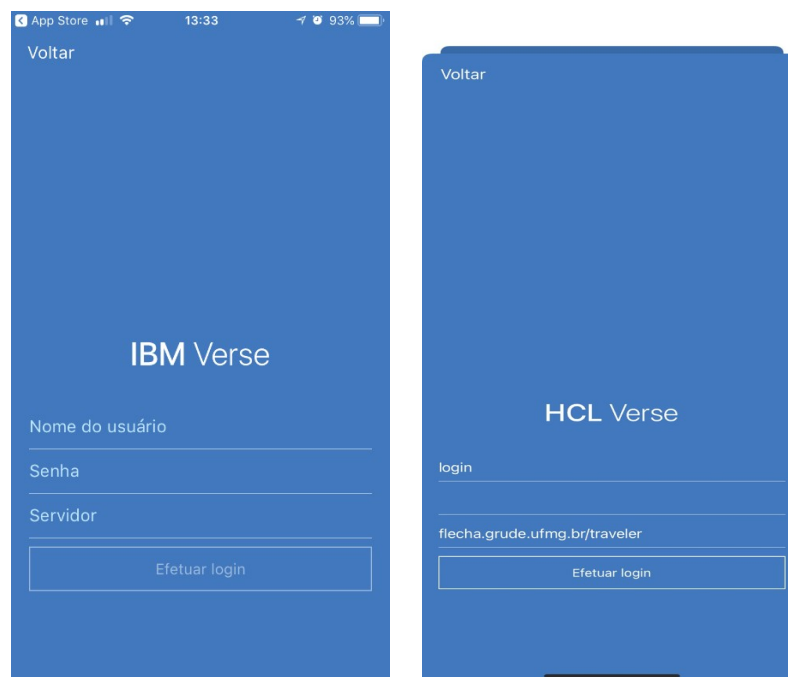 App Store 13:33 93%
Voltar
IBM Verse
Nome do usuário
Senha
Servidor
Efetuar login
Voltar
HCL Verse
login
flecha.grude.ufmg.br/traveler
Efetuar login